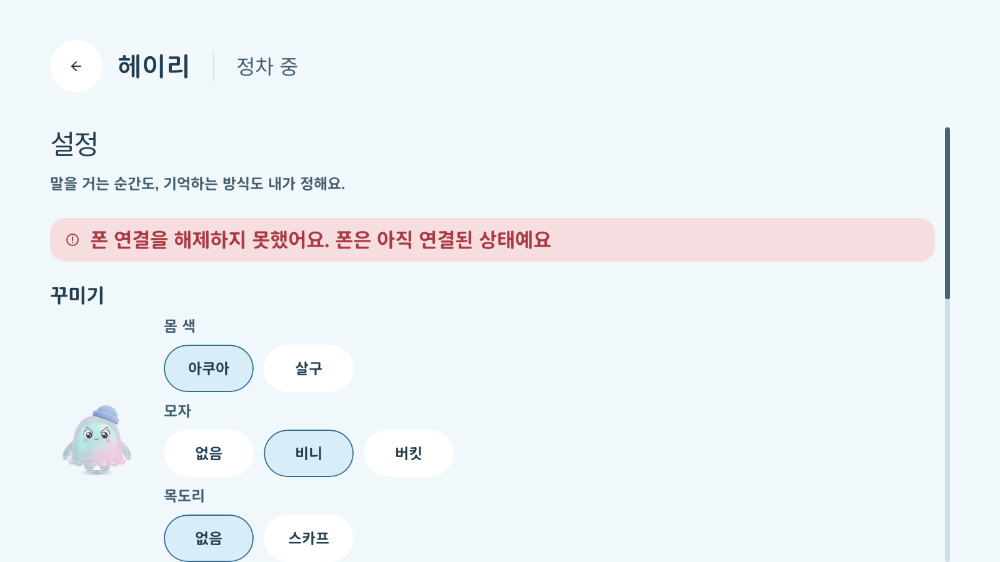 헤이리
정차 중
설정
말을 거는 순간도, 기억하는 방식도 내가 정해요.
폰 연결을 해제하지 못했어요. 폰은 아직 연결된 상태예요
꾸미기
몸 색
아쿠아 살구
모자
없음 비니 버킷
목도리
없음 스카프